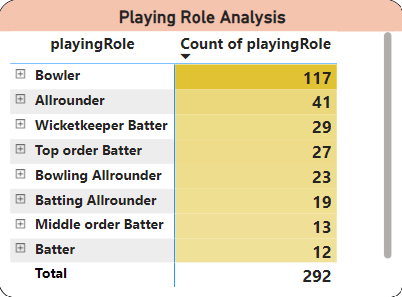 Playing Role Analysis
playingRole Count of playingRole
Bowler 117
Allrounder 41
Wicketkeeper Batter 29
Top order Batter 27
Bowling Allrounder 23
Batting Allrounder 19
Middle order Batter 13
Batter 12
Total 292